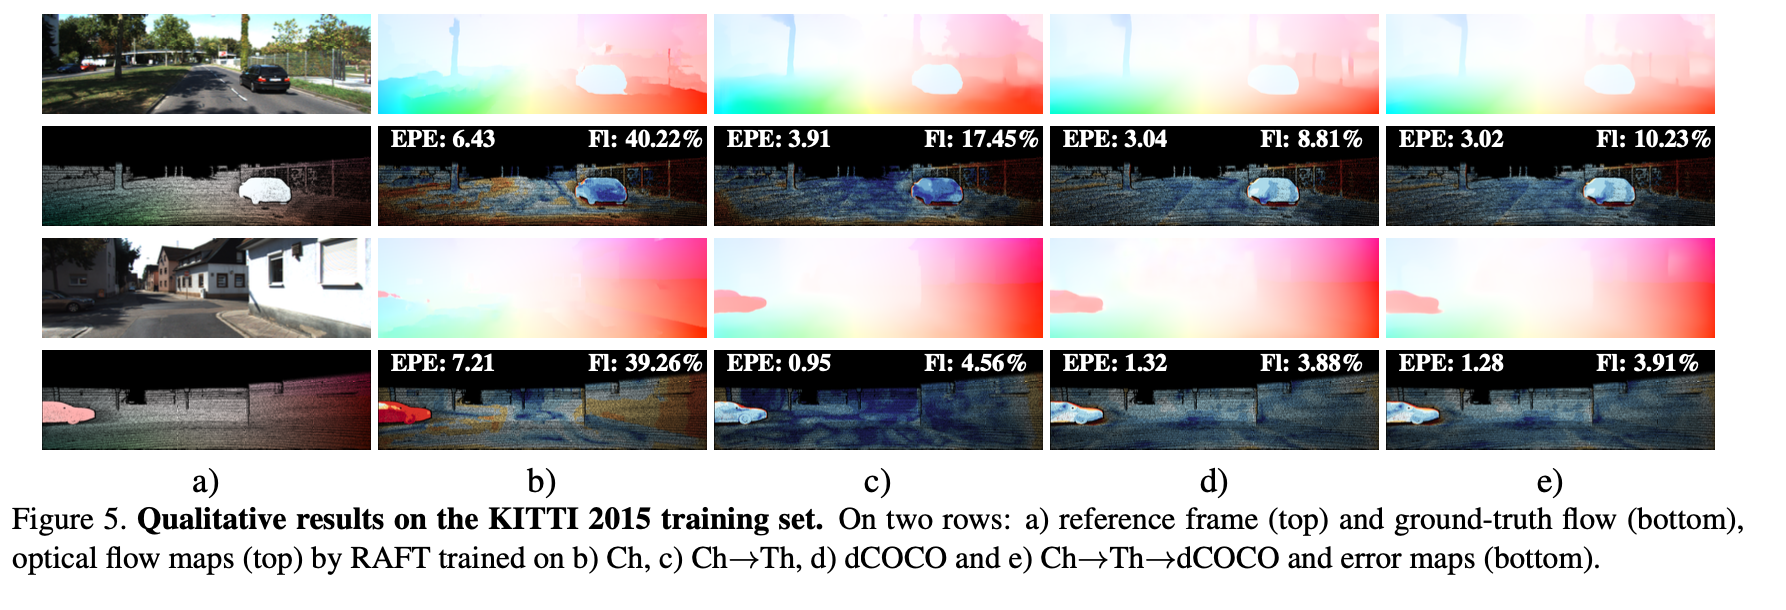 EPE: 6.43 Fl: 40.22% EPE: 3.91 Fl: 17.45% EPE: 3.04 Fl: 8.81% EPE: 3.02 Fl: 10.23%
EPE: 7.21 Fl: 39.26% EPE: 0.95 Fl: 4.56% EPE: 1.32 Fl: 3.88% EPE: 1.28 Fl: 3.91%
a) b) c) d) e)
Figure 5. Qualitative results on the KITTI 2015 training set. On two rows: a) reference frame (top) and ground-truth flow (bottom),
optical flow maps (top) by RAFT trained on b) Ch, c) Ch→Th, d) dCOCO and e) Ch→Th→dCOCO and error maps (bottom).